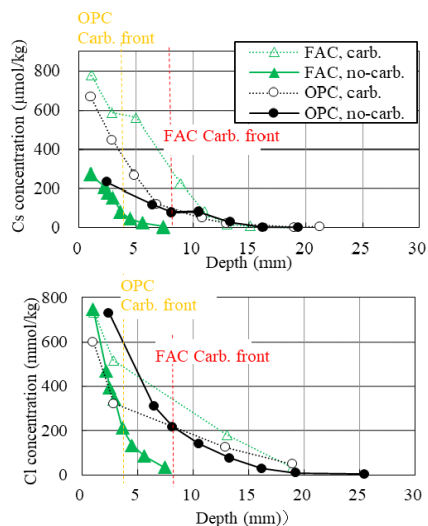 OPC
Carb. front
FAC, carb.
FAC, no-carb.
OPC, carb.
OPC, no-carb.
FAC Carb. front
Cs concentration (μmol/kg)
800
600
400
200
0
0 5 10 15 20 25 30
Depth (mm)
OPC
Carb. front
FAC Carb. front
Cl concentration (mmol/kg)
800
600
400
200
0
0 5 10 15 20 25 30
Depth (mm))